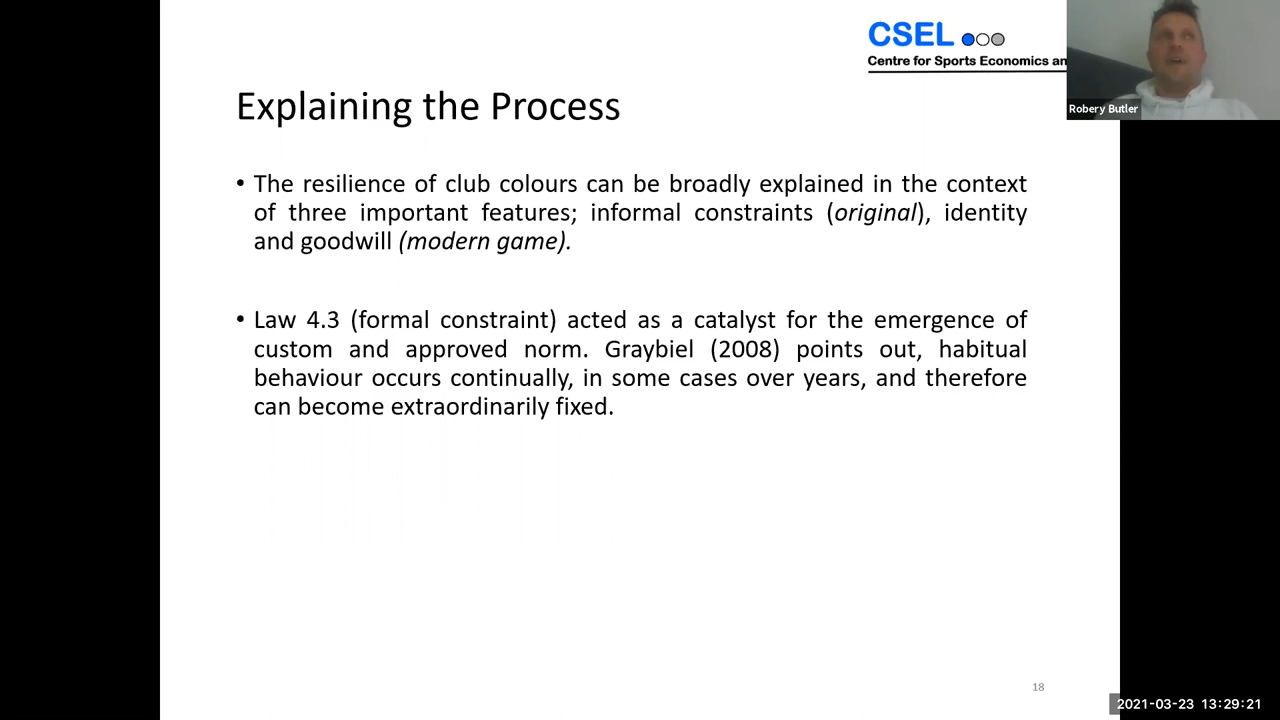 CSEL
Centre for Sports Economics an
Robery Butler
Explaining the Process
• The resilience of club colours can be broadly explained in the context
of three important features; informal constraints (original), identity
and goodwill (modern game).
• Law 4.3 (formal constraint) acted as a catalyst for the emergence of
custom and approved norm. Graybiel (2008) points out, habitual
behaviour occurs continually, in some cases over years, and therefore
can become extraordinarily fixed.
18
2021-03-23 13:29:21